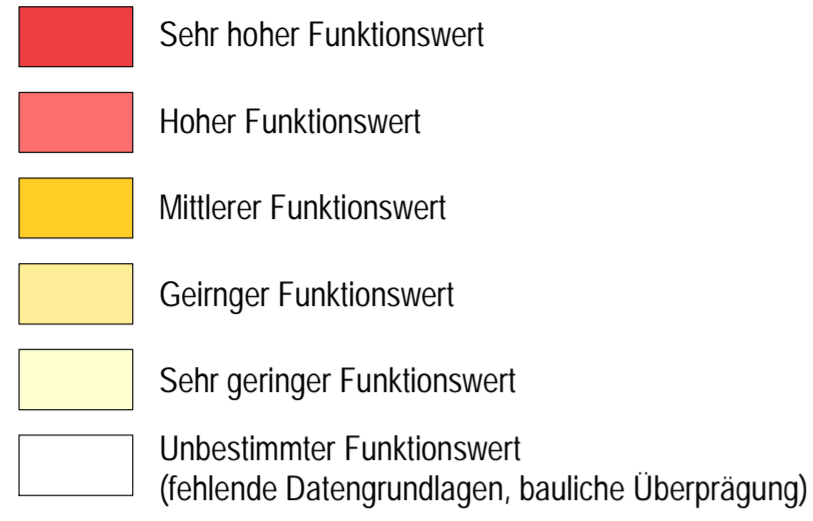 Sehr hoher Funktionswert
Hoher Funktionswert
Mittlerer Funktionswert
Geirnger Funktionswert
Sehr geringer Funktionswert
Unbestimmter Funktionswert
(fehlende Datengrundlagen, bauliche Überprägung)